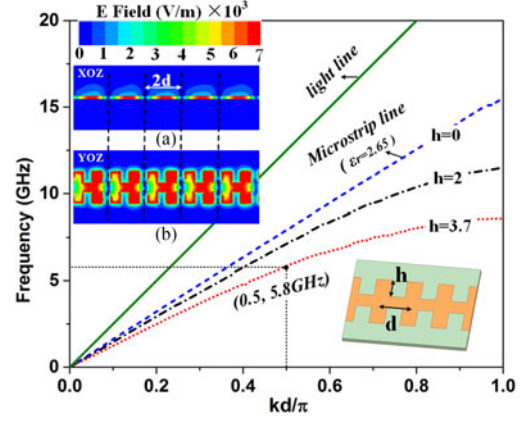 E Field (V/m) ×10³
0 1 2 3 4 5 6 7
XOZ
2d
(a)
YOZ
(b)
light line
Microstrip line
(εr=2.65)
h=0
h=2
h=3.7
(0.5, 5.8GHz)
h
d
20
15
10
5
0
Frequency (GHz)
0.0 0.2 0.4 0.6 0.8 1.0
kd/π